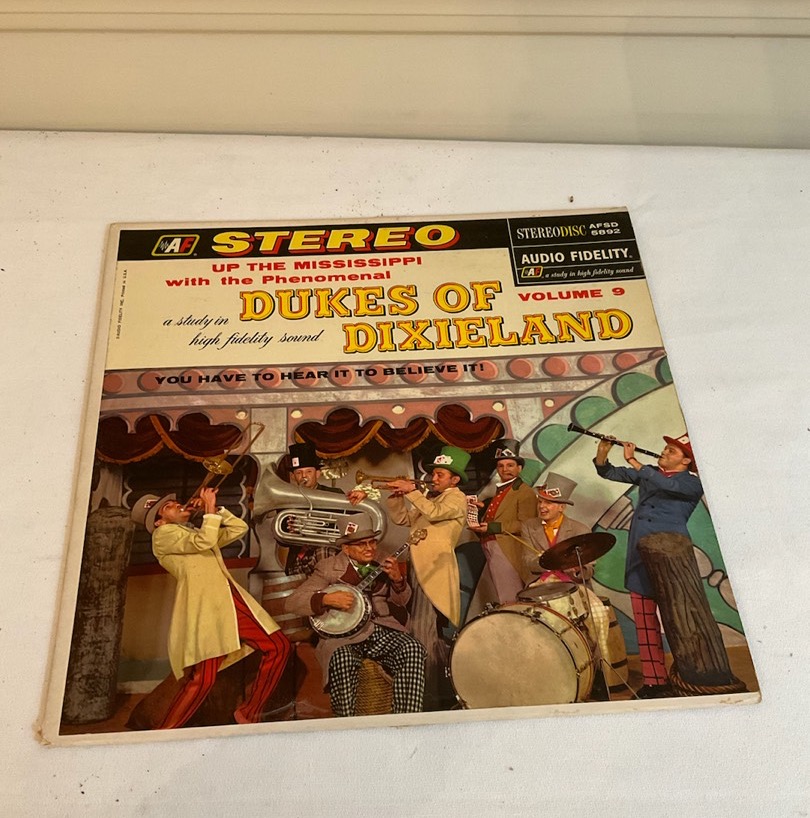 AF STEREO
STEREODISC AFSD 5892
AUDIO FIDELITY
AF a study in high fidelity sound
UP THE MISSISSIPPI
with the Phenomenal
DUKES OF
DIXIELAND
VOLUME 9
a study in
high fidelity sound
YOU HAVE TO HEAR IT TO BELIEVE IT!